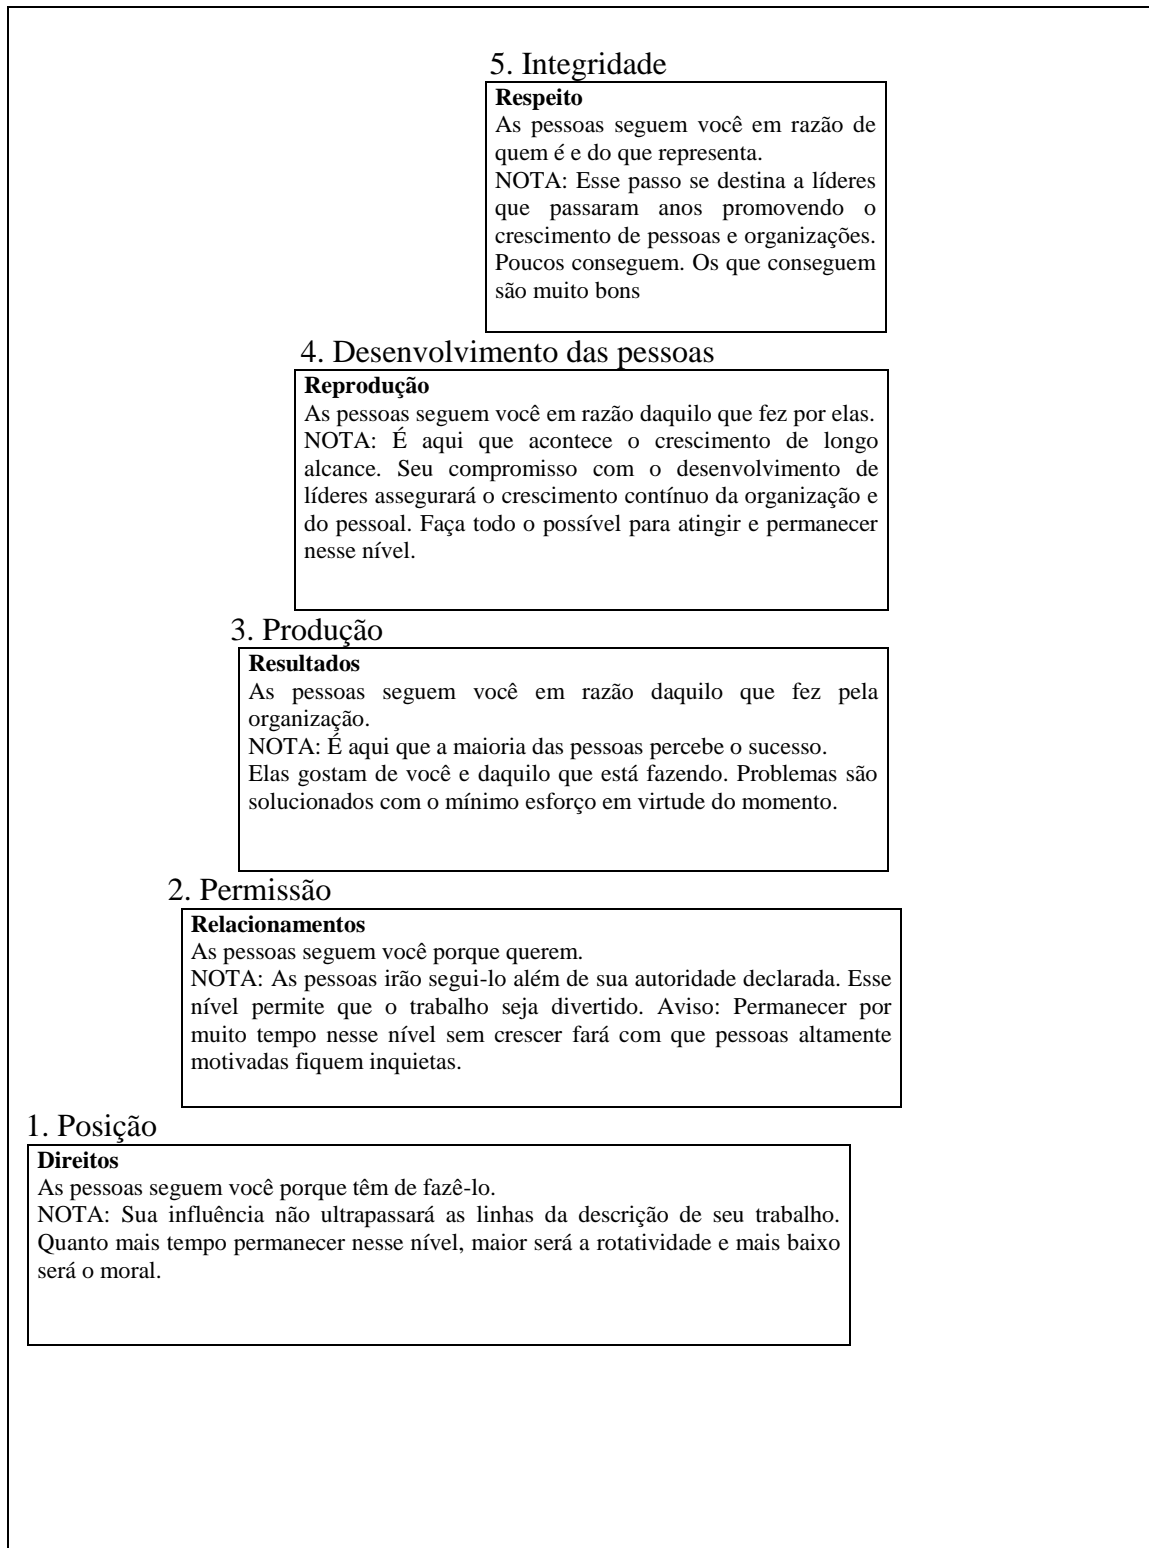 5. Integridade
Respeito
As pessoas seguem você em razão de
quem é e do que representa.
NOTA: Esse passo se destina a líderes
que passaram anos promovendo o
crescimento de pessoas e organizações.
Poucos conseguem. Os que conseguem
são muito bons
4. Desenvolvimento das pessoas
Reprodução
As pessoas seguem você em razão daquilo que fez por elas.
NOTA: É aqui que acontece o crescimento de longo
alcance. Seu compromisso com o desenvolvimento de
líderes assegurará o crescimento contínuo da organização e
do pessoal. Faça todo o possível para atingir e permanecer
nesse nível.
3. Produção
Resultados
As pessoas seguem você em razão daquilo que fez pela
organização.
NOTA: É aqui que a maioria das pessoas percebe o sucesso.
Elas gostam de você e daquilo que está fazendo. Problemas são
solucionados com o mínimo esforço em virtude do momento.
2. Permissão
Relacionamentos
As pessoas seguem você porque querem.
NOTA: As pessoas irão segui-lo além de sua autoridade declarada. Esse
nível permite que o trabalho seja divertido. Aviso: Permanecer por
muito tempo nesse nível sem crescer fará com que pessoas altamente
motivadas fiquem inquietas.
1. Posição
Direitos
As pessoas seguem você porque têm de fazê-lo.
NOTA: Sua influência não ultrapassará as linhas da descrição de seu trabalho.
Quanto mais tempo permanecer nesse nível, maior será a rotatividade e mais baixo
será o moral.